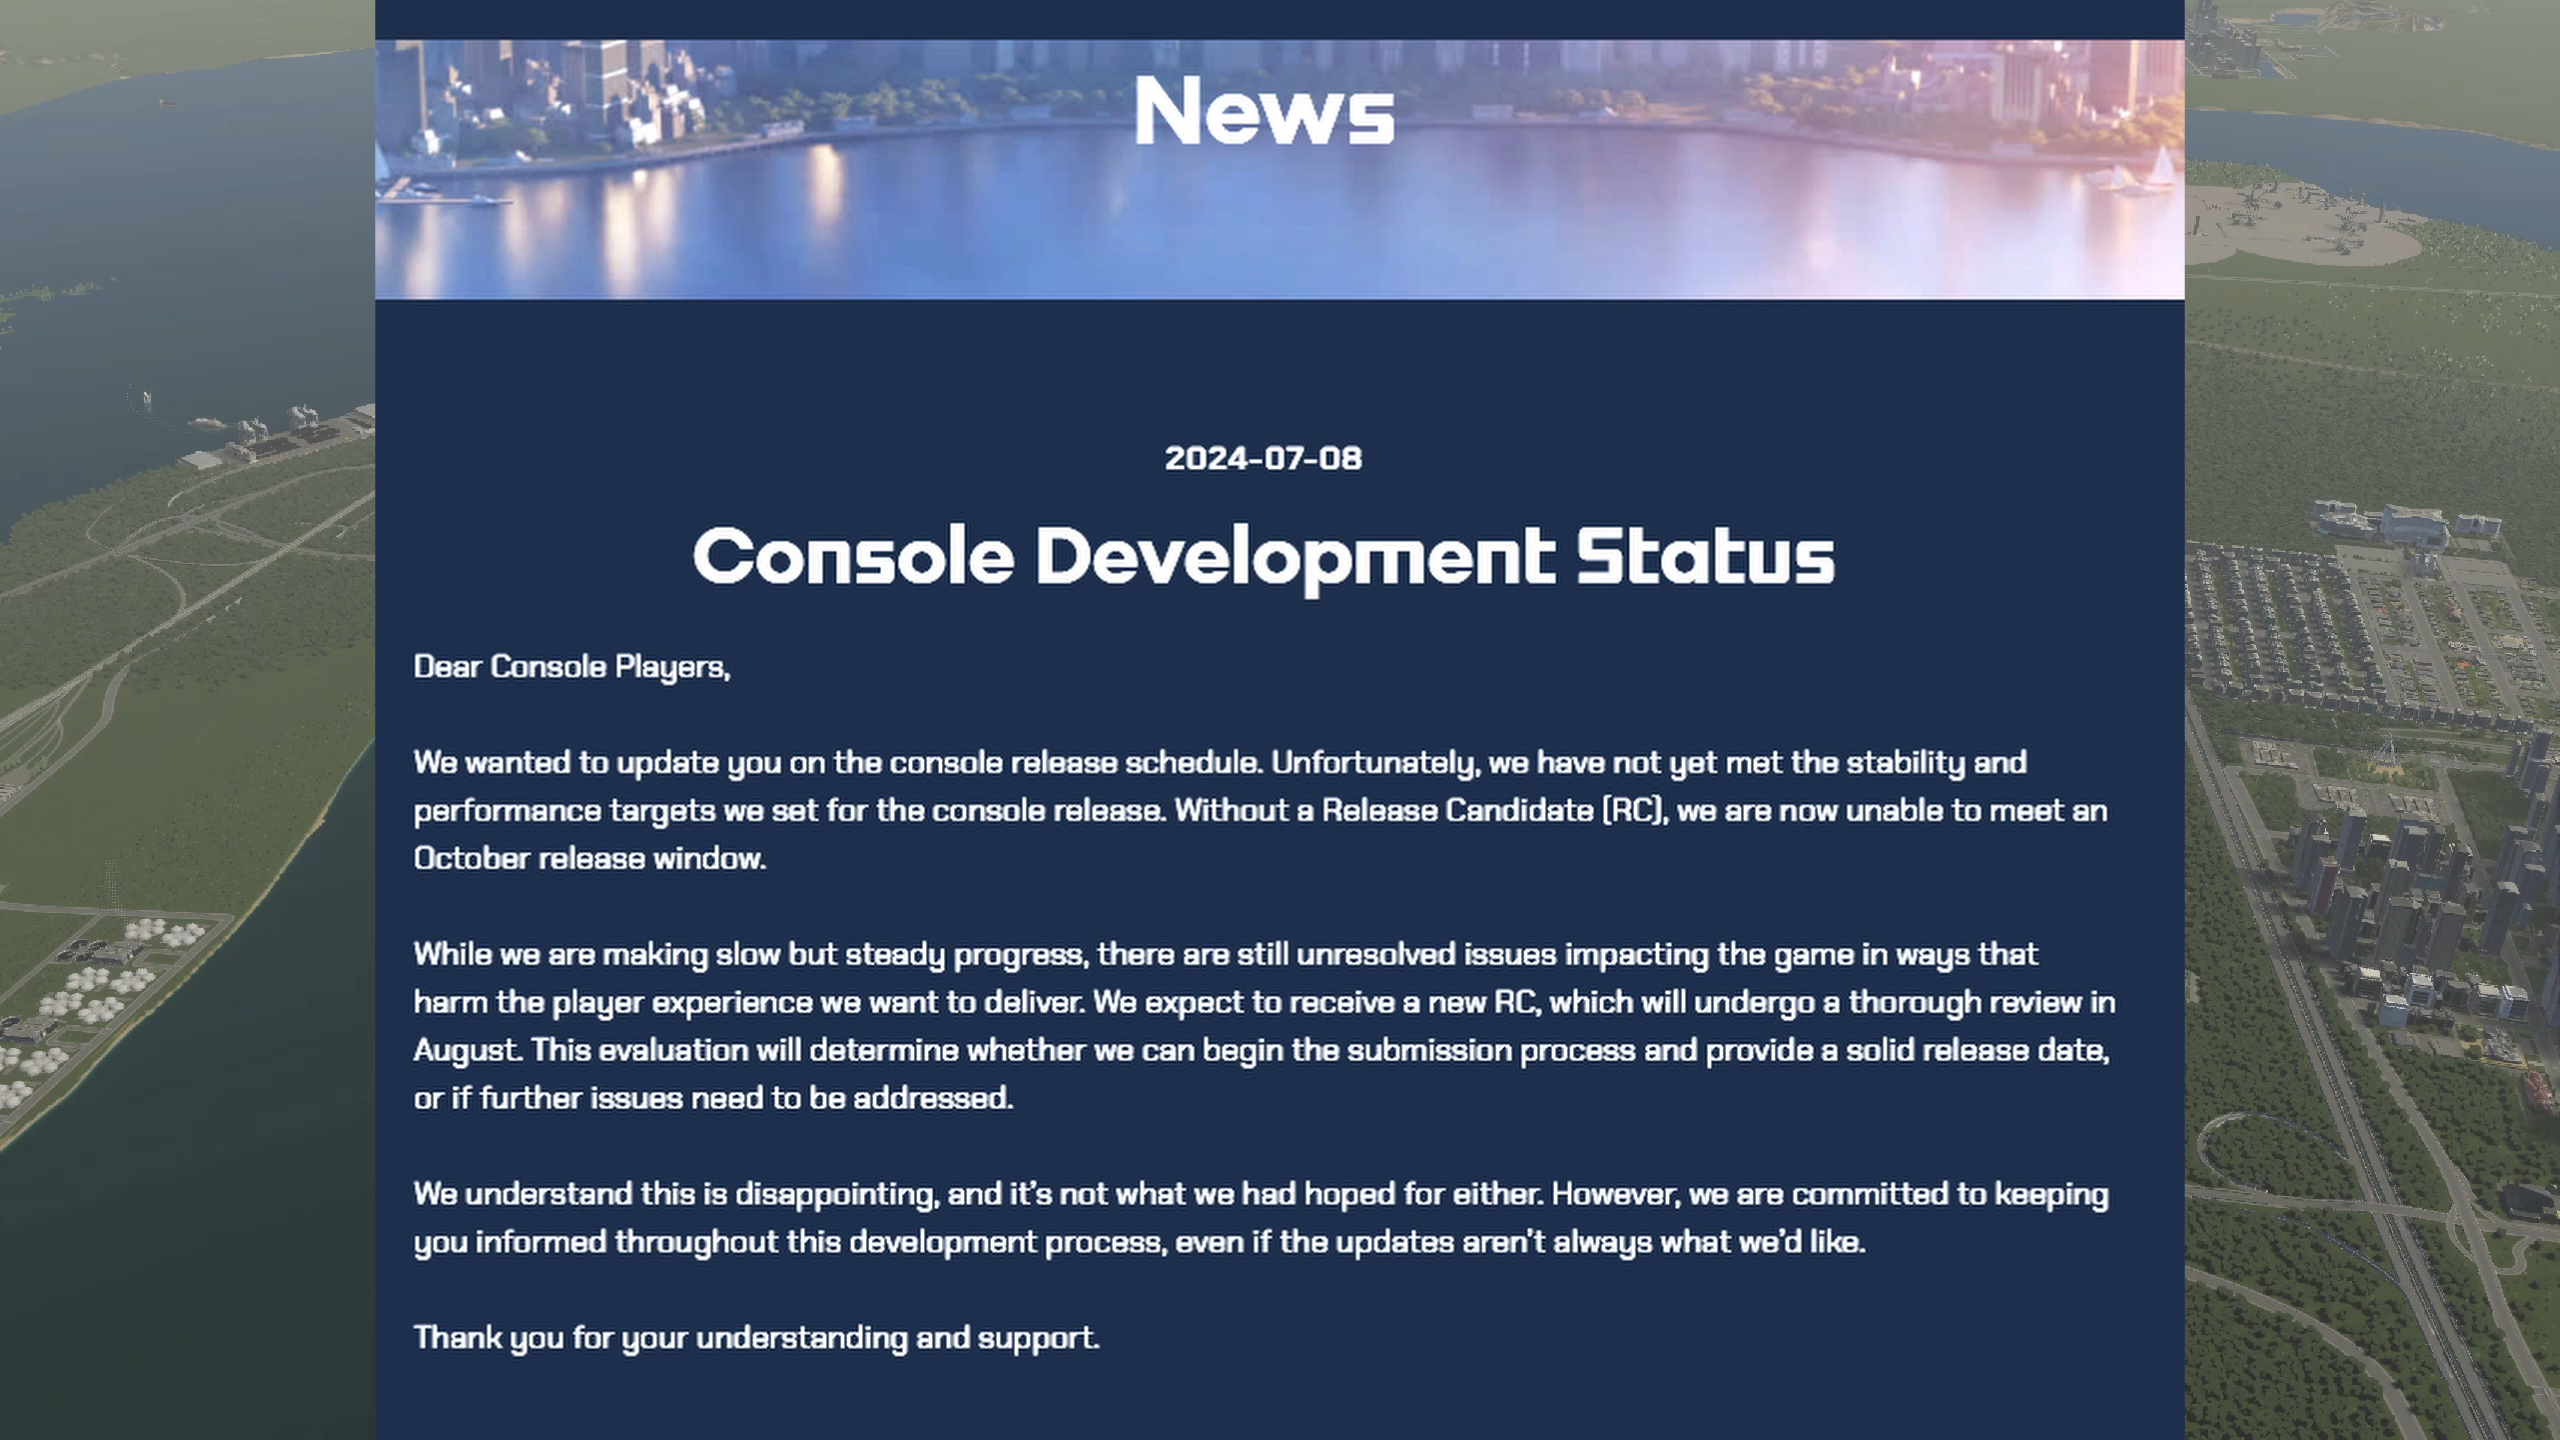 News
2024-07-08
Console Development Status
Dear Console Players,
We wanted to update you on the console release schedule. Unfortunately, we have not yet met the stability and
performance targets we set for the console release. Without a Release Candidate (RC), we are now unable to meet an
October release window.
While we are making slow but steady progress, there are still unresolved issues impacting the game in ways that
harm the player experience we want to deliver. We expect to receive a new RC, which will undergo a thorough review in
August. This evaluation will determine whether we can begin the submission process and provide a solid release date,
or if further issues need to be addressed.
We understand this is disappointing, and it’s not what we had hoped for either. However, we are committed to keeping
you informed throughout this development process, even if the updates aren’t always what we’d like.
Thank you for your understanding and support.